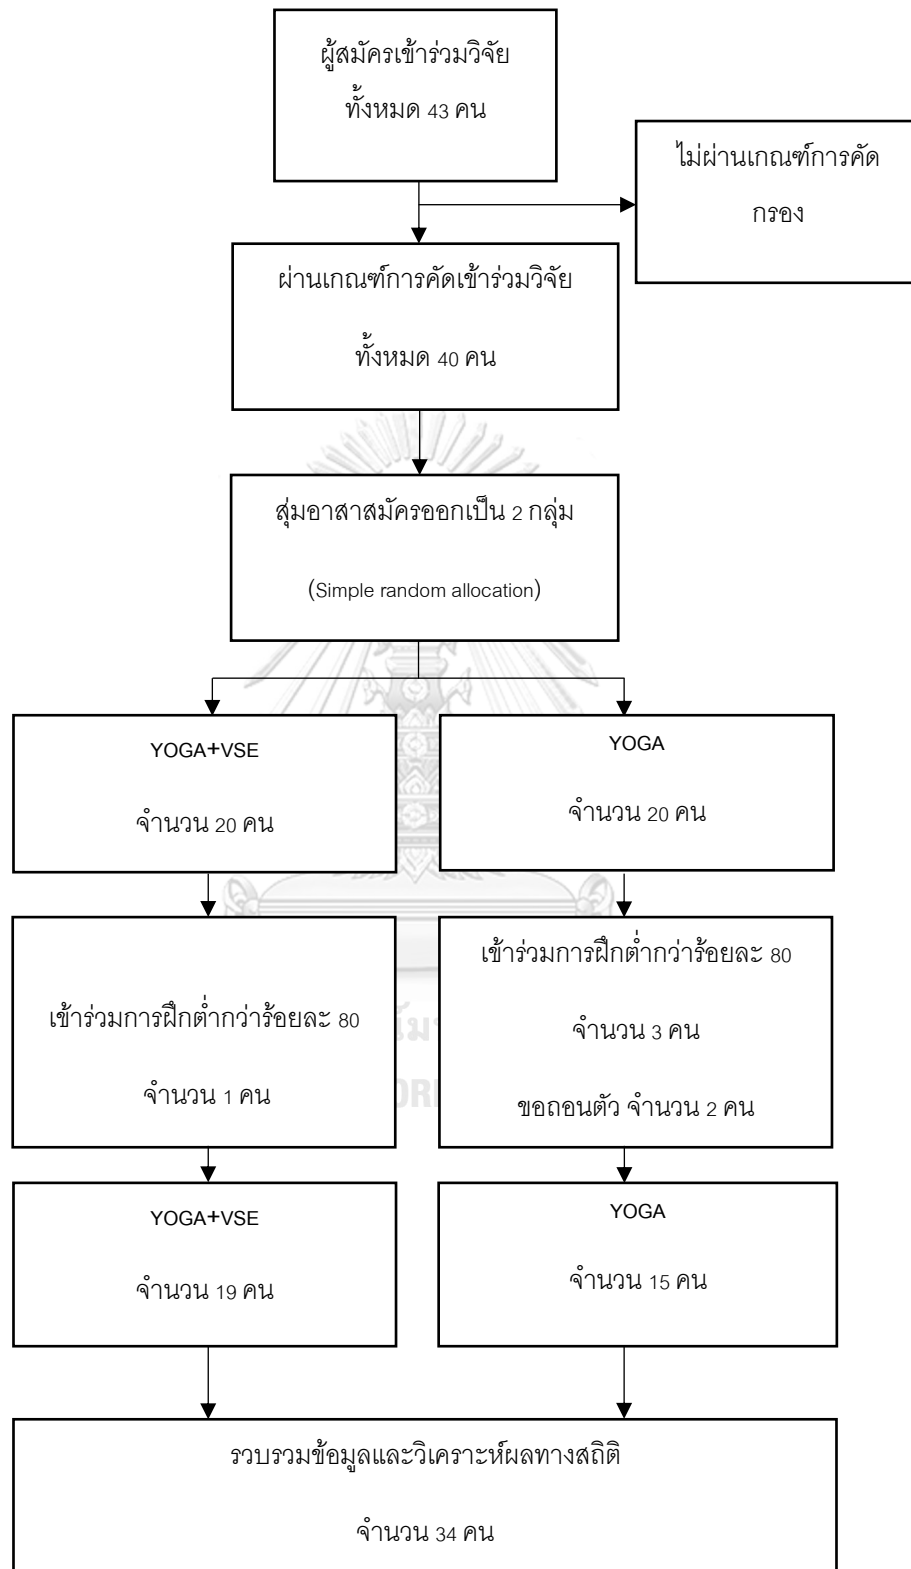 ผู้สมัครเข้าร่วมวิจัย
ทั้งหมด 43 คน
ไม่ผ่านเกณฑ์การคัด
กรอง
ผ่านเกณฑ์การคัดเข้าร่วมวิจัย
ทั้งหมด 40 คน
สุ่มอาสาสมัครออกเป็น 2 กลุ่ม
(Simple random allocation)
YOGA+VSE
จำนวน 20 คน
YOGA
จำนวน 20 คน
เข้าร่วมการฝึกต่ำกว่าร้อยละ 80
จำนวน 1 คน
เข้าร่วมการฝึกต่ำกว่าร้อยละ 80
จำนวน 3 คน
ขอถอนตัว จำนวน 2 คน
YOGA+VSE
จำนวน 19 คน
YOGA
จำนวน 15 คน
รวบรวมข้อมูลและวิเคราะห์ผลทางสถิติ
จำนวน 34 คน